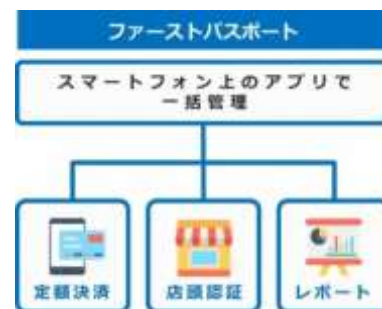 ファーストパスポート
スマートフォン上のアプリで
一括管理
定額決済
店頭認証
レポート